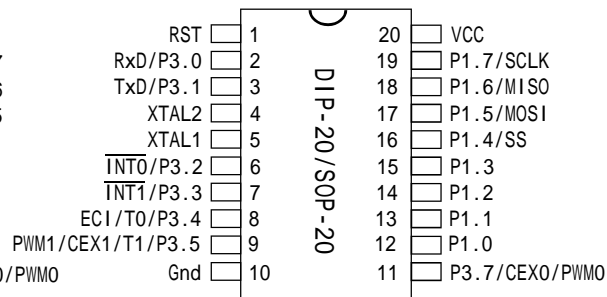 RST 1 20 VCC
RxD/P3.0 2 19 P1.7/SCLK
TxD/P3.1 3 18 P1.6/MISO
XTAL2 4 17 P1.5/MOSI
XTAL1 5 16 P1.4/SS
INT0/P3.2 6 15 P1.3
INT1/P3.3 7 14 P1.2
ECI/T0/P3.4 8 13 P1.1
PWM1/CEX1/T1/P3.5 9 12 P1.0
0/PWM0 Gnd 10 11 P3.7/CEX0/PWM0
DIP-20/SOP-20